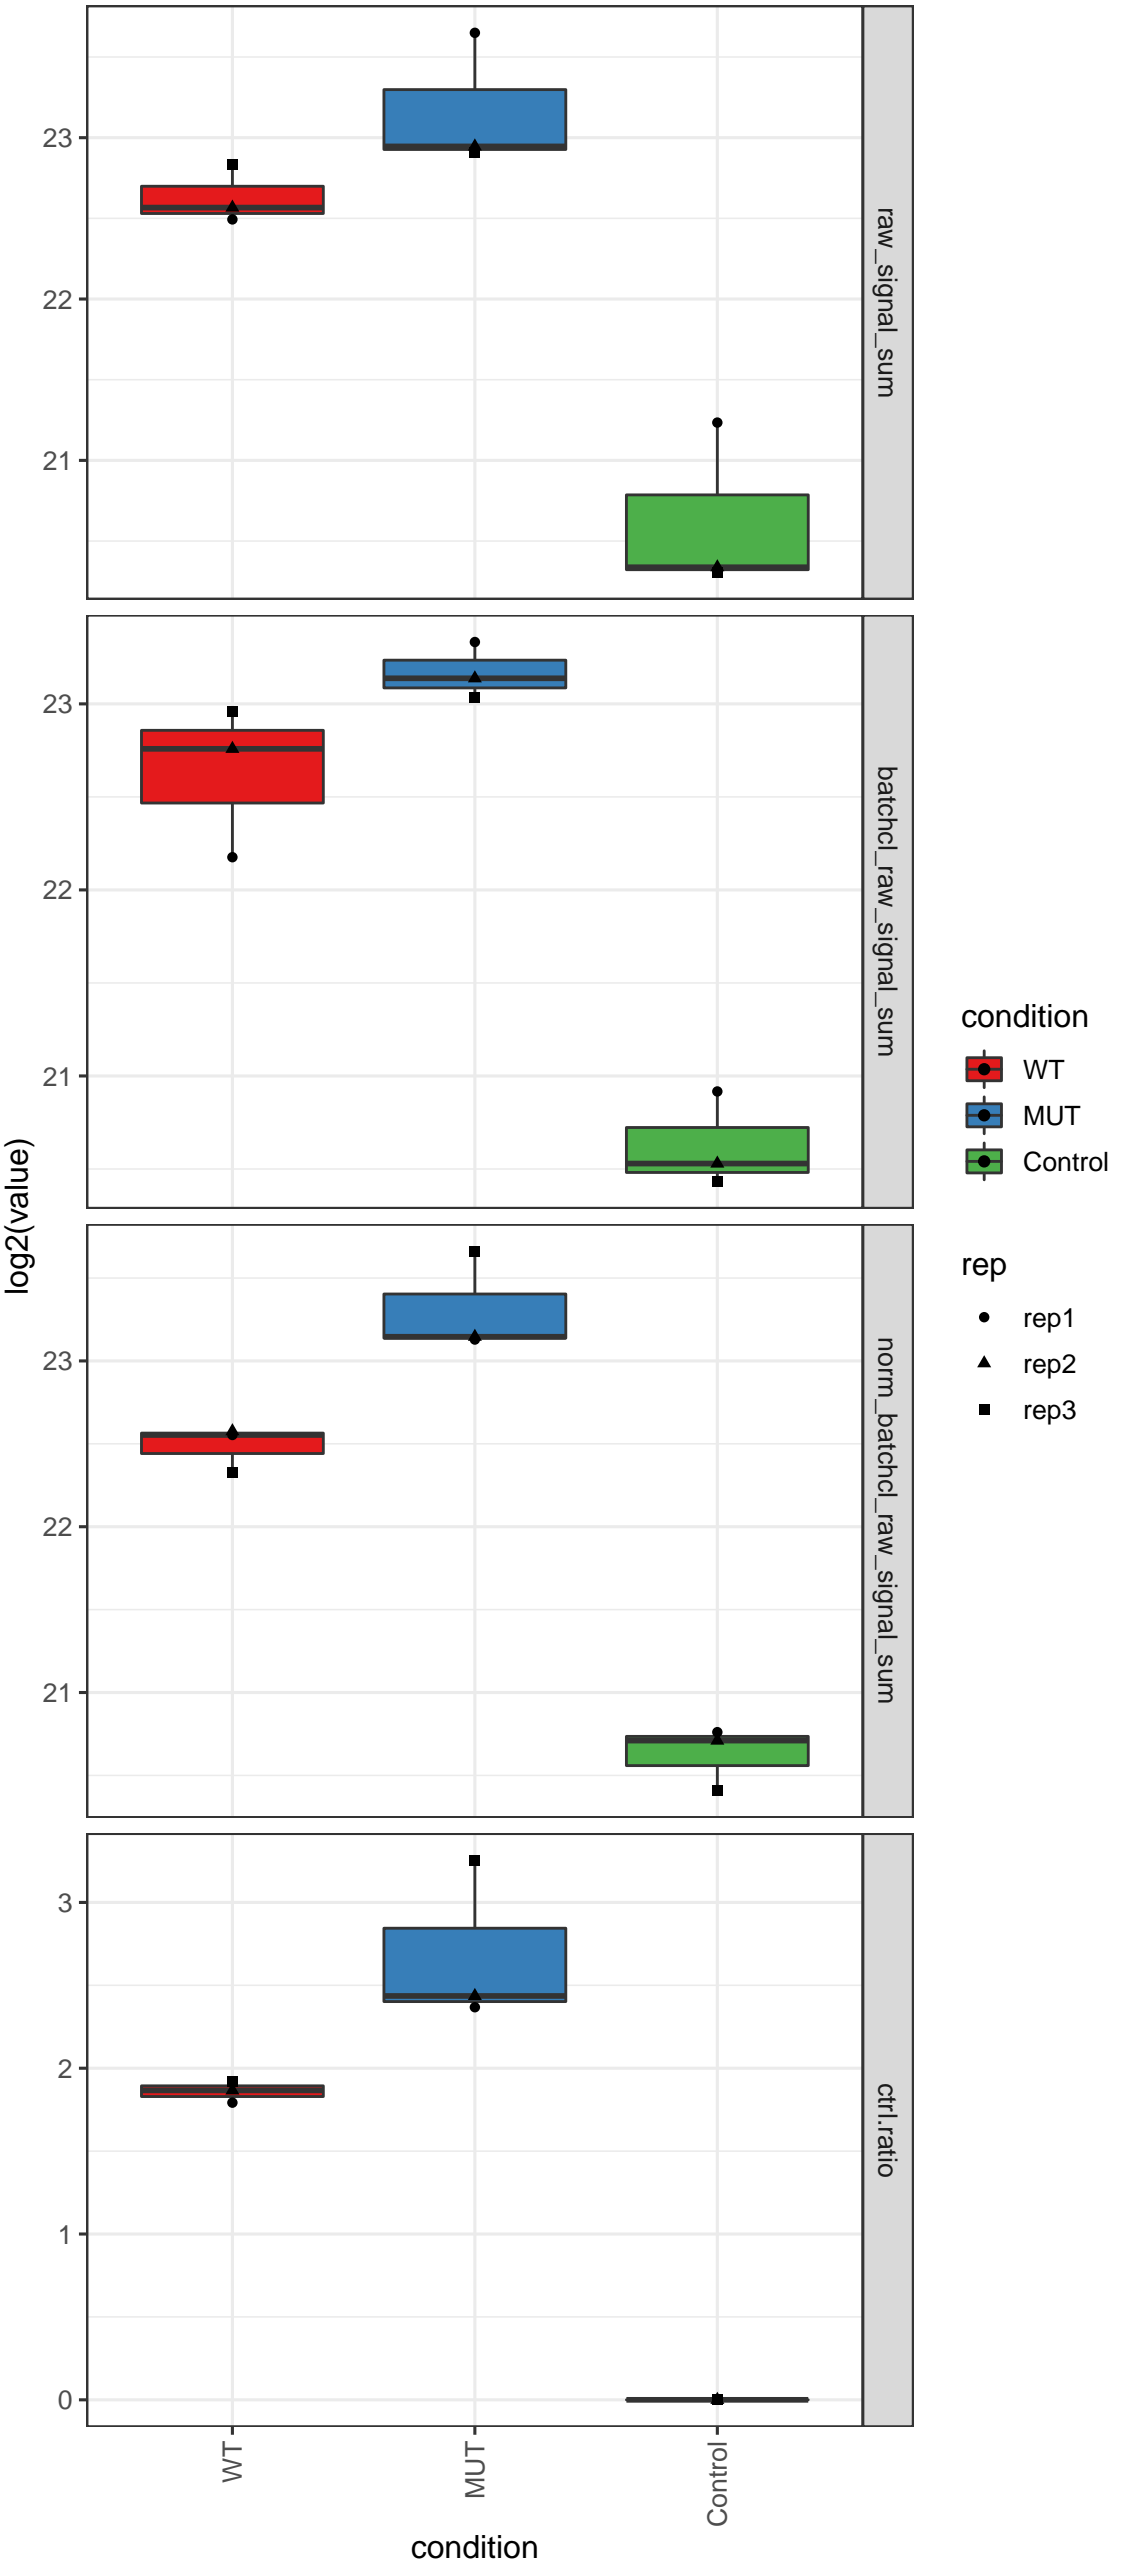 log2(value)
23
22
21
raw_signal_sum
23
22
21
batchcl_raw_signal_sum
23
22
21
norm_batchcl_raw_signal_sum
3
2
1
0
ctrl.ratio
WT
MUT
Control
condition
condition
WT
MUT
Control
rep
rep1
rep2
rep3